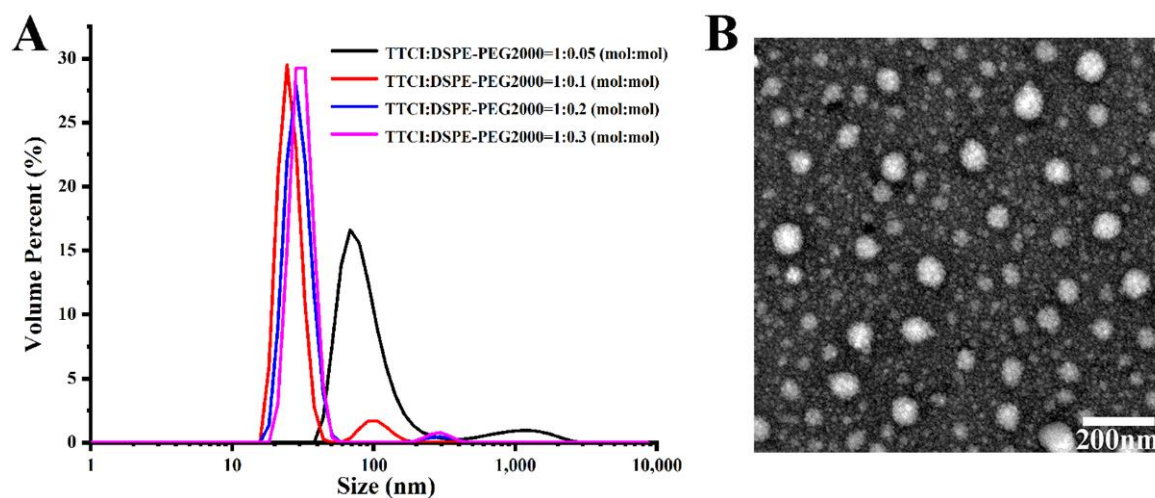 A
B
TTCI:DSPE-PEG2000=1:0.05 (mol:mol)
TTCI:DSPE-PEG2000=1:0.1 (mol:mol)
TTCI:DSPE-PEG2000=1:0.2 (mol:mol)
TTCI:DSPE-PEG2000=1:0.3 (mol:mol)
Volume Percent (%)
30
25
20
15
10
5
0
1
10
100
1,000
10,000
Size (nm)
200nm